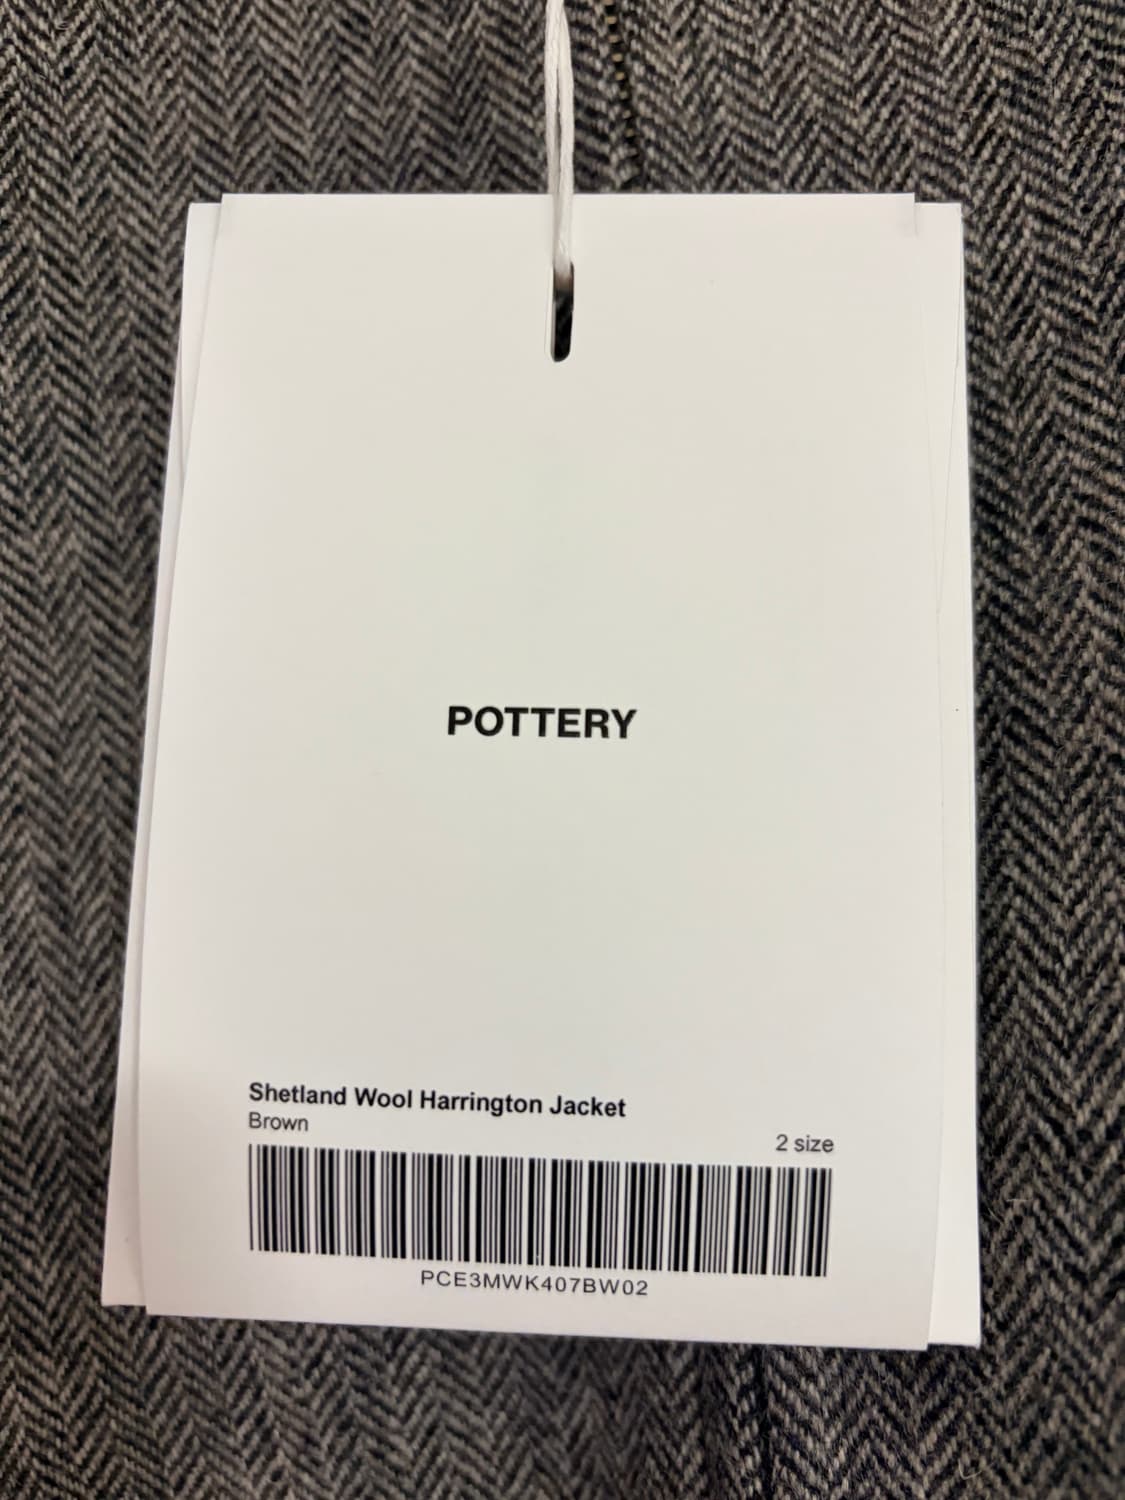 POTTERY
Shetland Wool Harrington Jacket
Brown
2 size
PCE3MWK407BW02